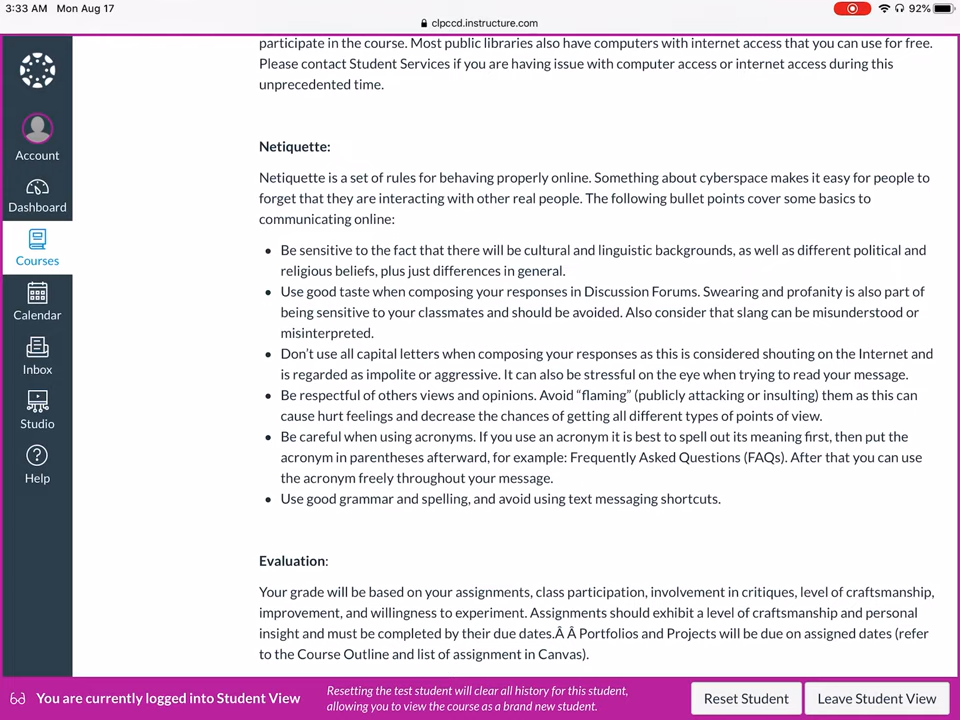 3:33 AM Mon Aug 17
92%
clpccd.instructure.com
Account
Dashboard
Courses
Calendar
Inbox
Studio
Help
participate in the course. Most public libraries also have computers with internet access that you can use for free.
Please contact Student Services if you are having issue with computer access or internet access during this
unprecedented time.
Netiquette:
Netiquette is a set of rules for behaving properly online. Something about cyberspace makes it easy for people to
forget that they are interacting with other real people. The following bullet points cover some basics to
communicating online:
• Be sensitive to the fact that there will be cultural and linguistic backgrounds, as well as different political and
religious beliefs, plus just differences in general.
• Use good taste when composing your responses in Discussion Forums. Swearing and profanity is also part of
being sensitive to your classmates and should be avoided. Also consider that slang can be misunderstood or
misinterpreted.
• Don’t use all capital letters when composing your responses as this is considered shouting on the Internet and
is regarded as impolite or aggressive. It can also be stressful on the eye when trying to read your message.
• Be respectful of others views and opinions. Avoid “flaming” (publicly attacking or insulting) them as this can
cause hurt feelings and decrease the chances of getting all different types of points of view.
• Be careful when using acronyms. If you use an acronym it is best to spell out its meaning first, then put the
acronym in parentheses afterward, for example: Frequently Asked Questions (FAQs). After that you can use
the acronym freely throughout your message.
• Use good grammar and spelling, and avoid using text messaging shortcuts.
Evaluation:
Your grade will be based on your assignments, class participation, involvement in critiques, level of craftsmanship,
improvement, and willingness to experiment. Assignments should exhibit a level of craftsmanship and personal
insight and must be completed by their due dates.Â Â Portfolios and Projects will be due on assigned dates (refer
to the Course Outline and list of assignment in Canvas).
You are currently logged into Student View
Resetting the test student will clear all history for this student,
allowing you to view the course as a brand new student.
Reset Student
Leave Student View